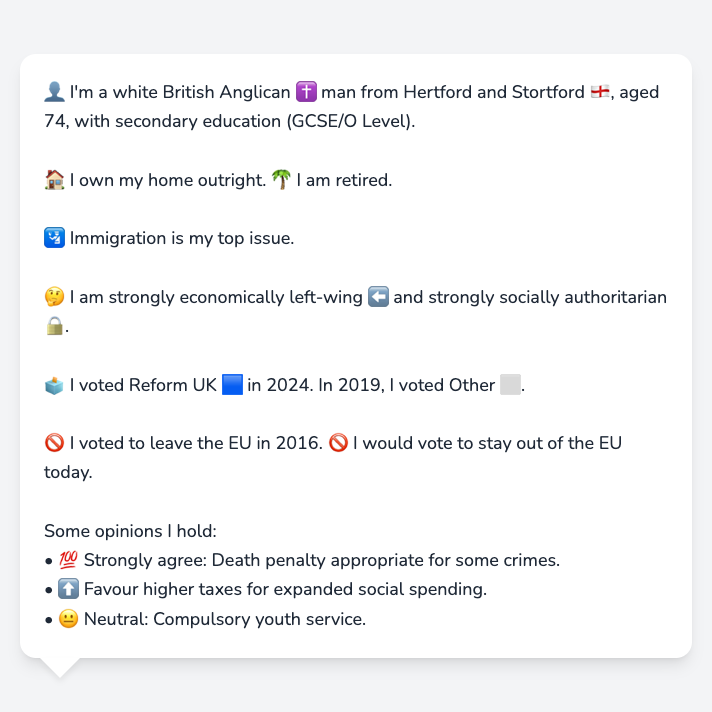 👤 I'm a white British Anglican ✝️ man from Hertford and Stortford 🏴󠁧󠁢󠁥󠁮󠁧󠁿, aged
74, with secondary education (GCSE/O Level).
🏠 I own my home outright. 🌴 I am retired.
🛂 Immigration is my top issue.
🤔 I am strongly economically left-wing ⬅️ and strongly socially authoritarian
🔒.
🗳️ I voted Reform UK 🟦 in 2024. In 2019, I voted Other ⬜.
🚫 I voted to leave the EU in 2016. 🚫 I would vote to stay out of the EU
today.
Some opinions I hold:
• 💯 Strongly agree: Death penalty appropriate for some crimes.
• ⬆️ Favour higher taxes for expanded social spending.
• 😐 Neutral: Compulsory youth service.